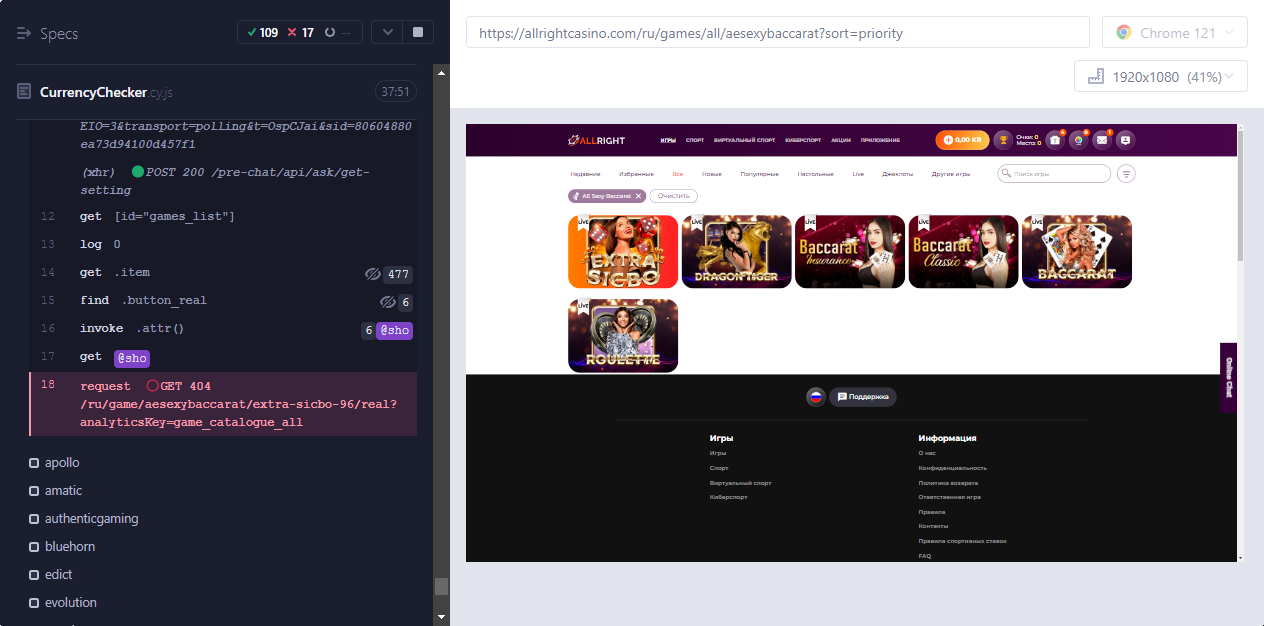 Specs
109
17
--
CurrencyChecker.cy.js
37:51
EIO=3&transport=polling&t=OspCJai&sid=80604880
ea73d94100d457f1
(xhr) POST 200 /pre-chat/api/ask/get-
setting
12 get [id="games_list"]
13 log 0
14 get .item 477
15 find .button_real 6
16 invoke .attr() 6 @sho
17 get @sho
18 request GET 404
/ru/game/aesexybaccarat/extra-sicbo-96/real?
analyticsKey=game_catalogue_all
apollo
amatic
authenticgaming
bluehorn
edict
evolution
https://allrightcasino.com/ru/games/all/aesexybaccarat?sort=priority
Chrome 121
1920x1080 (41%)
ALLRIGHT
ИГРЫ СПОРТ ВИРТУАЛЬНЫЙ СПОРТ КИБЕРСПОРТ АКЦИИ ПРИЛОЖЕНИЕ
0,00 KR
Очки: 0
Место: 0
Недавние Избранные Все Новые Популярные Настольные Live Джекпоты Другие игры
Поиск игры
AE Sexy Baccarat
Очистить
LIVE EXTRA SICBO
LIVE DRAGON TIGER
LIVE Baccarat Insurance
LIVE Baccarat Classic
LIVE BACCARAT
LIVE ROULETTE
Online Chat
Поддержка
Игры
Игры
Спорт
Виртуальный спорт
Киберспорт
Информация
О нас
Конфиденциальность
Политика возврата
Ответственная игра
Правила
Контакты
Правила спортивных ставок
FAQ